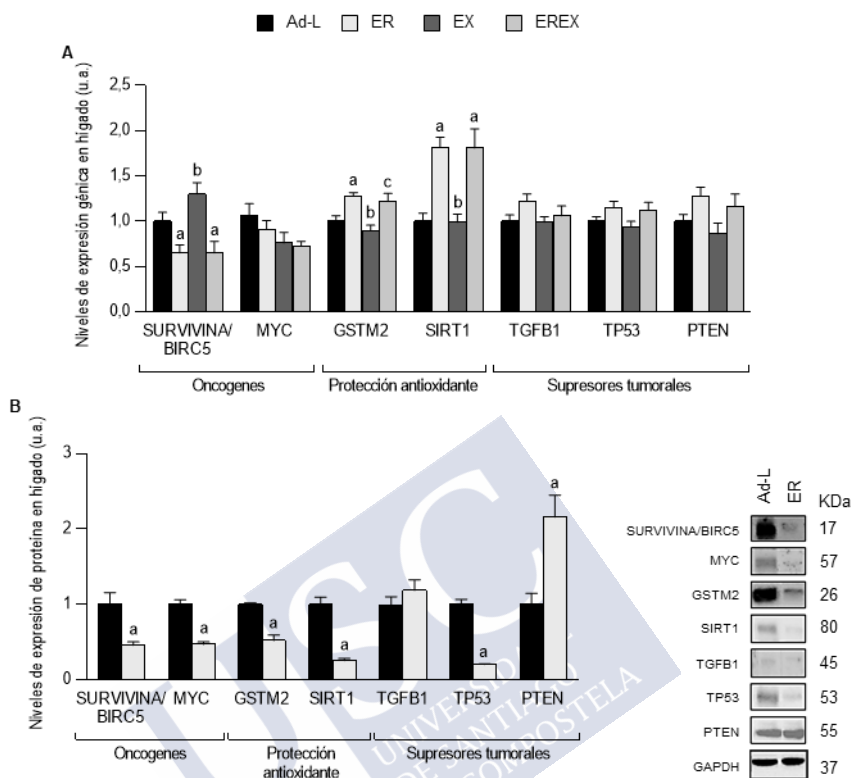 Ad-L ER EX EREX
A
Niveles de expresión génica en hígado (u.a.)
2,5
2,0
1,5
1,0
0,5
0,0
a b a
a b c
a b a
SURVIVINA/
BIRC5
MYC
GSTM2
SIRT1
TGFB1
TP53
PTEN
Oncogenes
Protección antioxidante
Supresores tumorales
B
Niveles de expresión de proteína en hígado (u.a.)
3
2
1
0
a a a a a a
SURVIVINA/
BIRC5
MYC
GSTM2
SIRT1
TGFB1
TP53
PTEN
Oncogenes
Protección
antioxidante
Supresores tumorales
Ad-L ER KDa
SURVIVINA/BIRC5 17
MYC 57
GSTM2 26
SIRT1 80
TGFB1 45
TP53 53
PTEN 55
GAPDH 37
USC